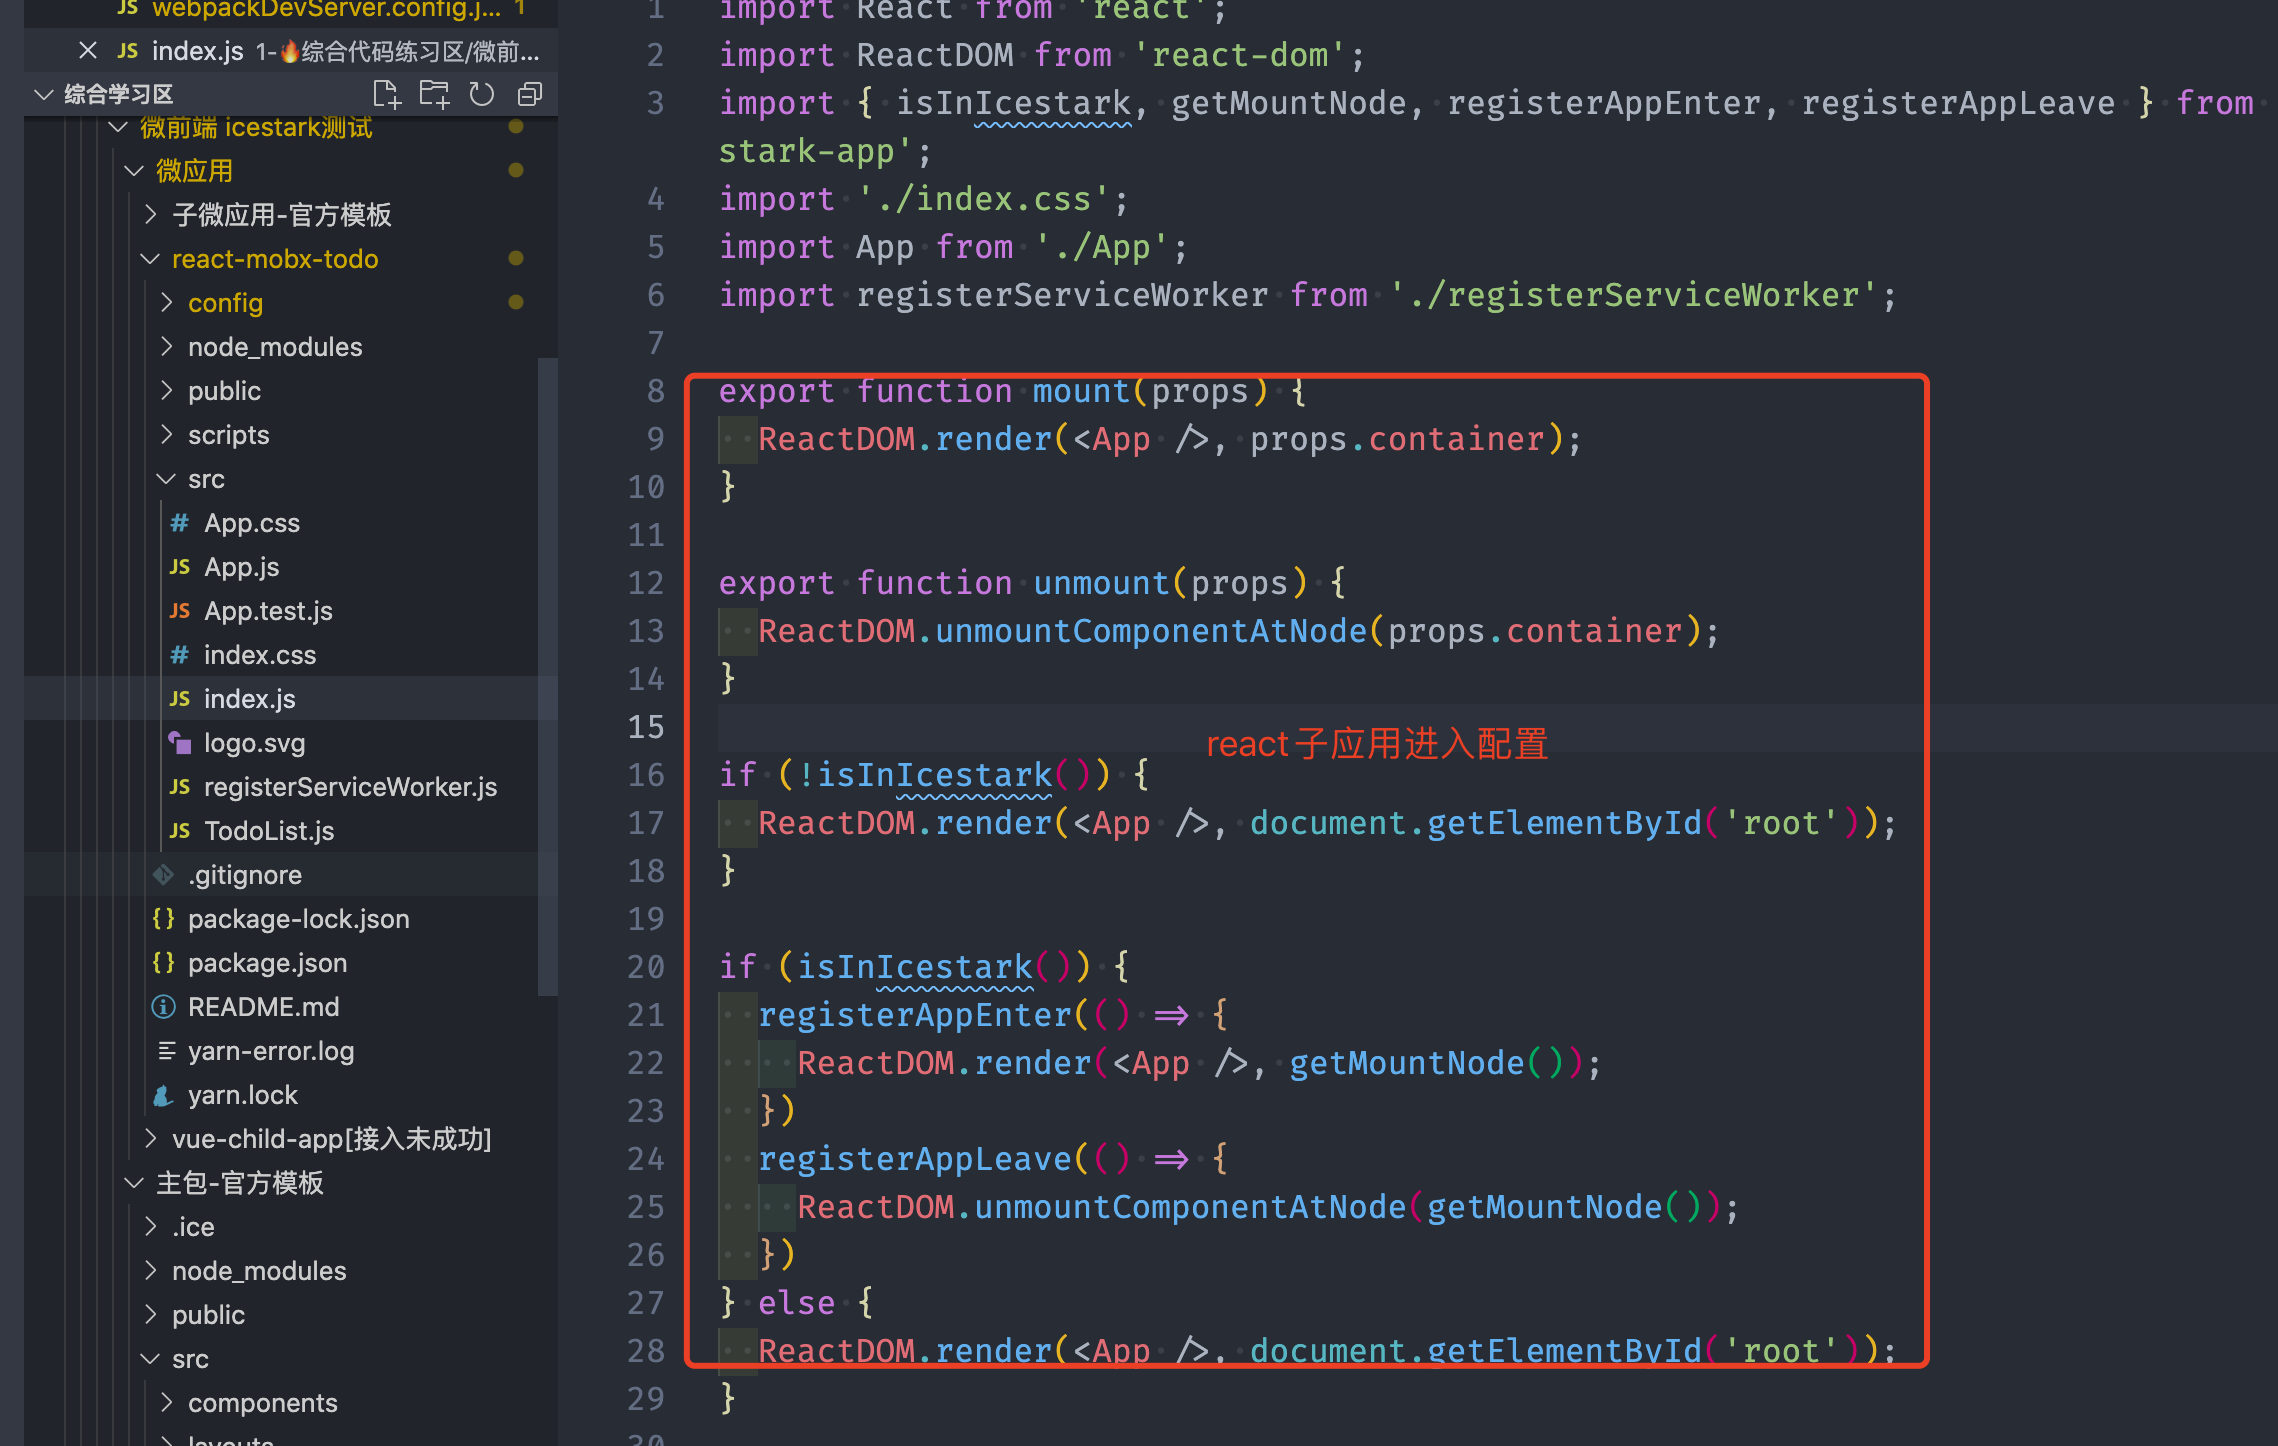 JS webpackDevServer.config.j... 1
JS index.js 1-🔥综合代码练习区/微前...
综合学习区
微前端 icestark测试
微应用
子微应用-官方模板
react-mobx-todo
config
node_modules
public
scripts
src
# App.css
JS App.js
JS App.test.js
# index.css
JS index.js
logo.svg
JS registerServiceWorker.js
JS TodoList.js
.gitignore
{} package-lock.json
{} package.json
README.md
yarn-error.log
yarn.lock
vue-child-app[接入未成功]
主包-官方模板
.ice
node_modules
public
src
components
layouts
1 import React from 'react';
2 import ReactDOM from 'react-dom';
3 import { isInIcestark, getMountNode, registerAppEnter, registerAppLeave } from
stark-app';
4 import './index.css';
5 import App from './App';
6 import registerServiceWorker from './registerServiceWorker';
7
8 export function mount(props) {
9 ReactDOM.render(<App />, props.container);
10 }
11
12 export function unmount(props) {
13 ReactDOM.unmountComponentAtNode(props.container);
14 }
15
react子应用进入配置
16 if (!isInIcestark()) {
17 ReactDOM.render(<App />, document.getElementById('root'));
18 }
19
20 if (isInIcestark()) {
21 registerAppEnter(() => {
22 ReactDOM.render(<App />, getMountNode());
23 })
24 registerAppLeave(() => {
25 ReactDOM.unmountComponentAtNode(getMountNode());
26 })
27 } else {
28 ReactDOM.render(<App />, document.getElementById('root'));
29 }
30